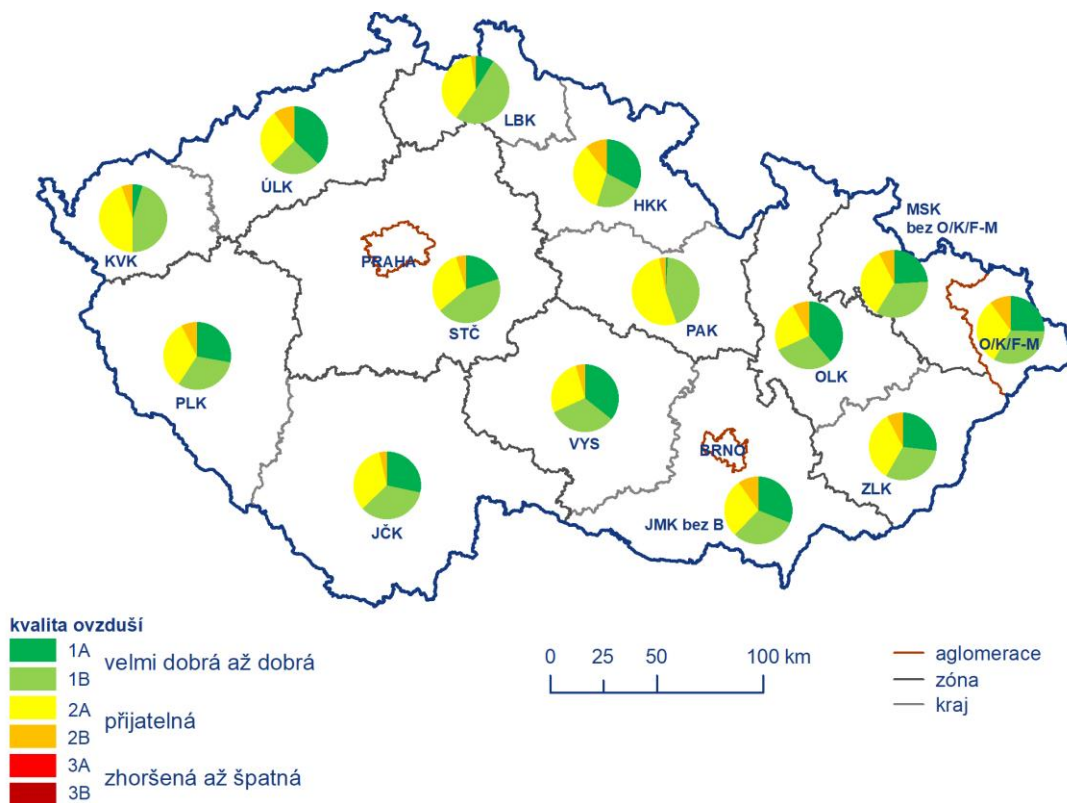 LBK
ÚLK
HKK
MSK
bez O/K/F-M
KVK
PRAHA
STČ
PAK
O/K/F-M
OLK
PLK
VYS
BRNO
ZLK
JČK
JMK bez B
kvalita ovzduší
1A
velmi dobrá až dobrá
1B
2A
přijatelná
2B
3A
zhoršená až špatná
3B
0 25 50 100 km
aglomerace
zóna
kraj